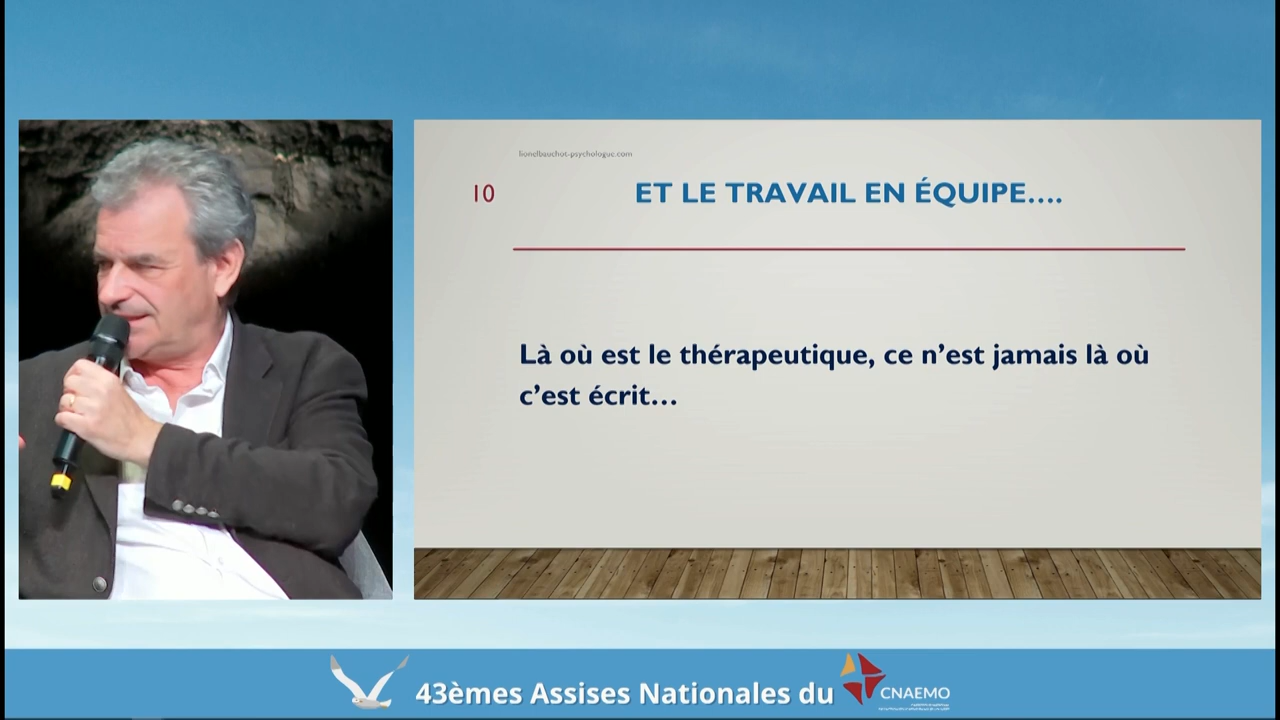 lionelbauchot-psychologue.com
10
ET LE TRAVAIL EN ÉQUIPE....
Là où est le thérapeutique, ce n’est jamais là où
c’est écrit…
43èmes Assises Nationales du
CNAEMO